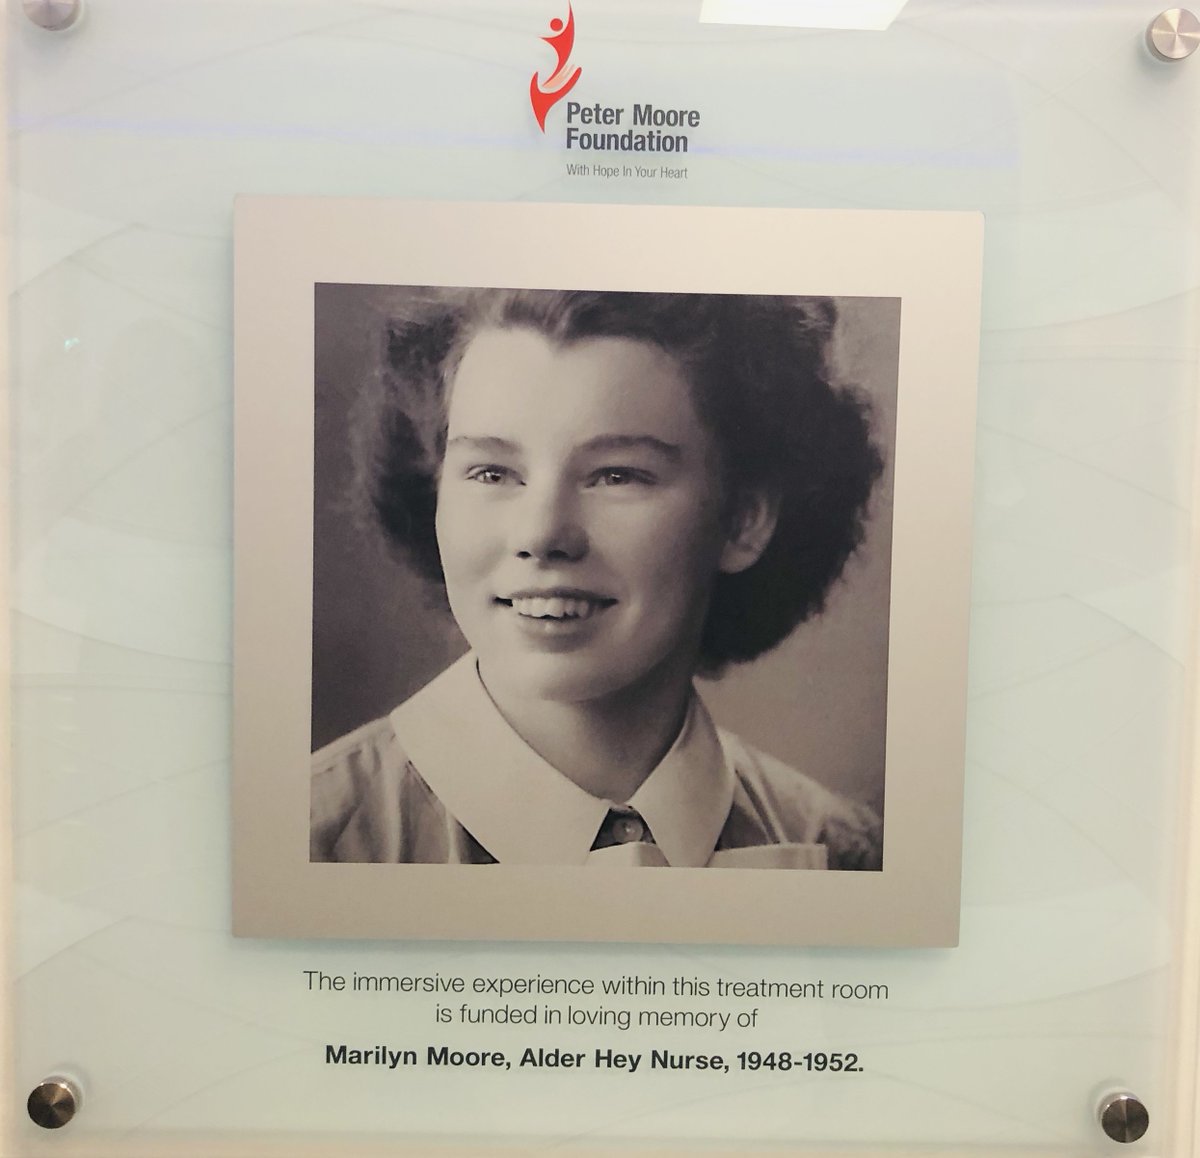 Peter Moore
Foundation
With Hope In Your Heart
The immersive experience within this treatment room
is funded in loving memory of
Marilyn Moore, Alder Hey Nurse, 1948-1952.